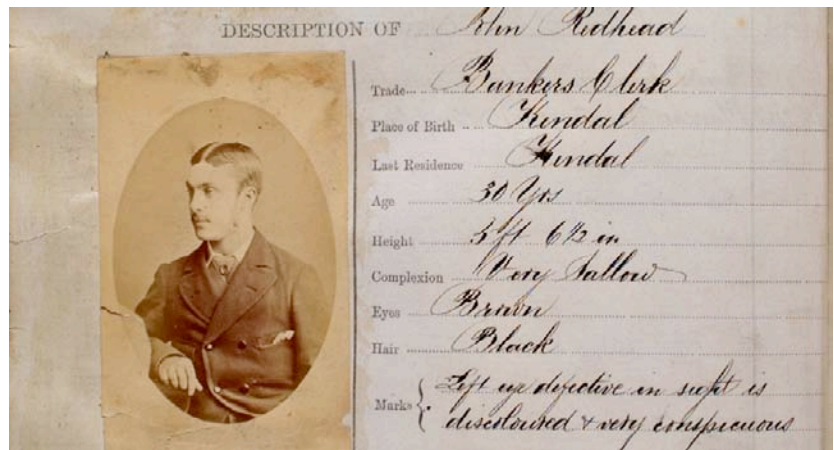 DESCRIPTION OF John Redhead
Trade Bankers Clerk
Place of Birth Kendal
Last Residence Kendal
Age 30 Yrs
Height 5 ft 6½ in
Complexion Very Sallow
Eyes Brown
Hair Black
Marks { Left eye defective in sight is
discoloured & very conspicuous